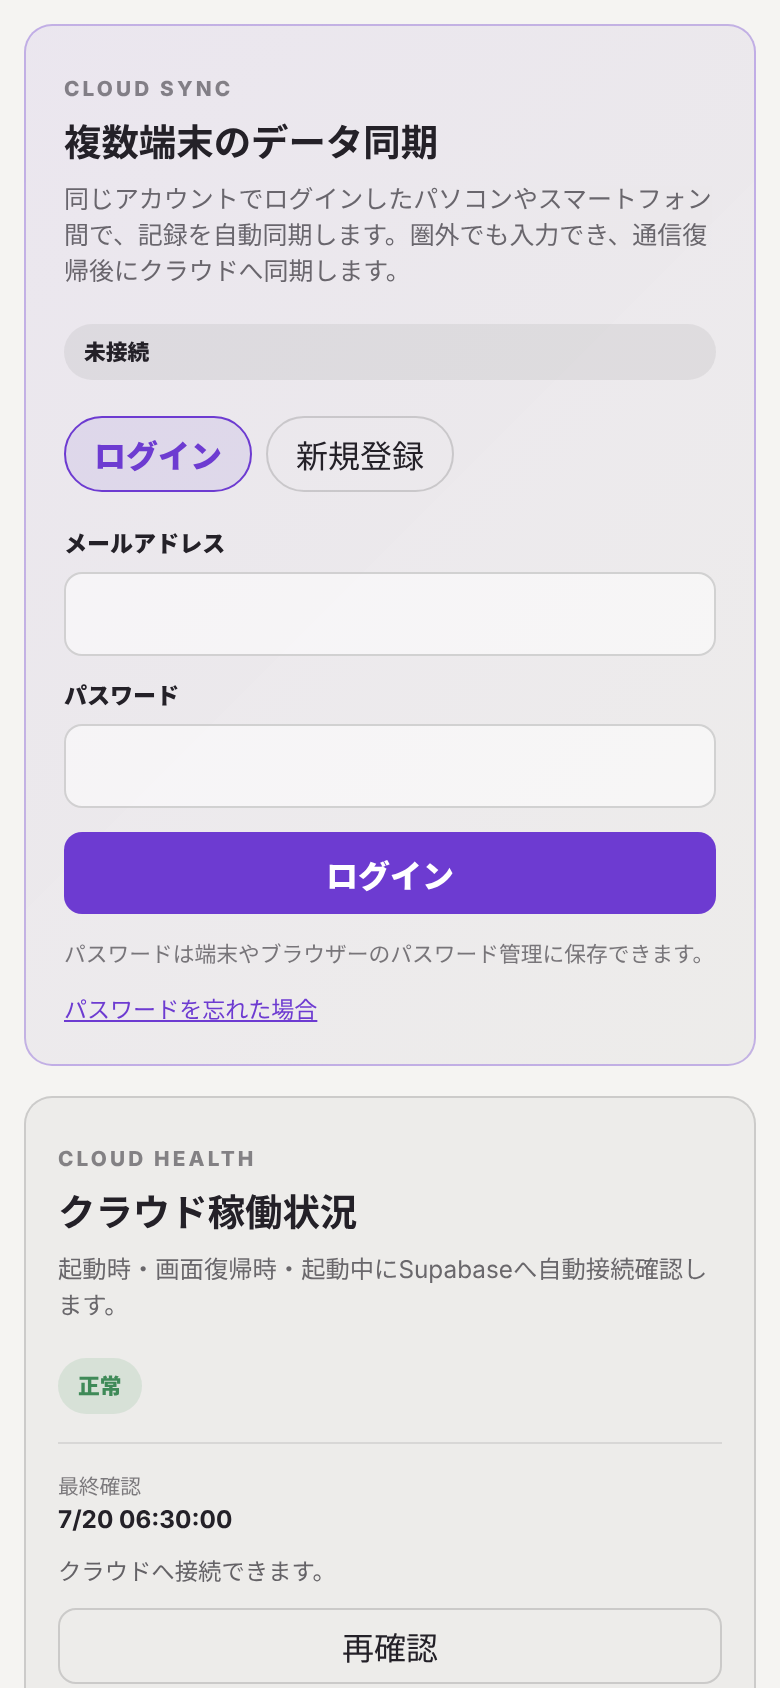 CLOUD SYNC
複数端末のデータ同期
同じアカウントでログインしたパソコンやスマートフォン
間で、記録を自動同期します。圏外でも入力でき、通信復
帰後にクラウドへ同期します。
未接続
ログイン 新規登録
メールアドレス
パスワード
ログイン
パスワードは端末やブラウザーのパスワード管理に保存できます。
パスワードを忘れた場合
CLOUD HEALTH
クラウド稼働状況
起動時・画面復帰時・起動中にSupabaseへ自動接続確認し
ます。
正常
最終確認
7/20 06:30:00
クラウドへ接続できます。
再確認